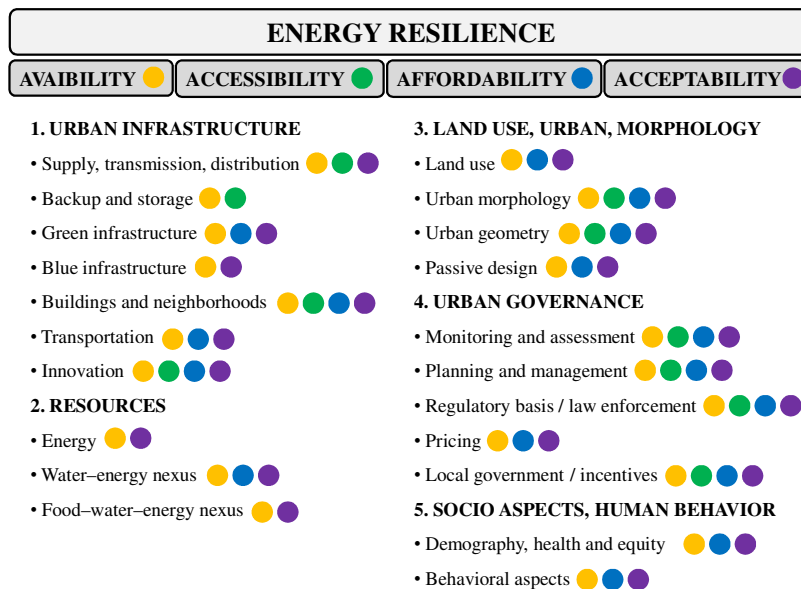 ENERGY RESILIENCE
AVAIBILITY ACCESSIBILITY AFFORDABILITY ACCEPTABILITY
1. URBAN INFRASTRUCTURE
• Supply, transmission, distribution
• Backup and storage
• Green infrastructure
• Blue infrastructure
• Buildings and neighborhoods
• Transportation
• Innovation
2. RESOURCES
• Energy
• Water–energy nexus
• Food–water–energy nexus
3. LAND USE, URBAN, MORPHOLOGY
• Land use
• Urban morphology
• Urban geometry
• Passive design
4. URBAN GOVERNANCE
• Monitoring and assessment
• Planning and management
• Regulatory basis / law enforcement
• Pricing
• Local government / incentives
5. SOCIO ASPECTS, HUMAN BEHAVIOR
• Demography, health and equity
• Behavioral aspects